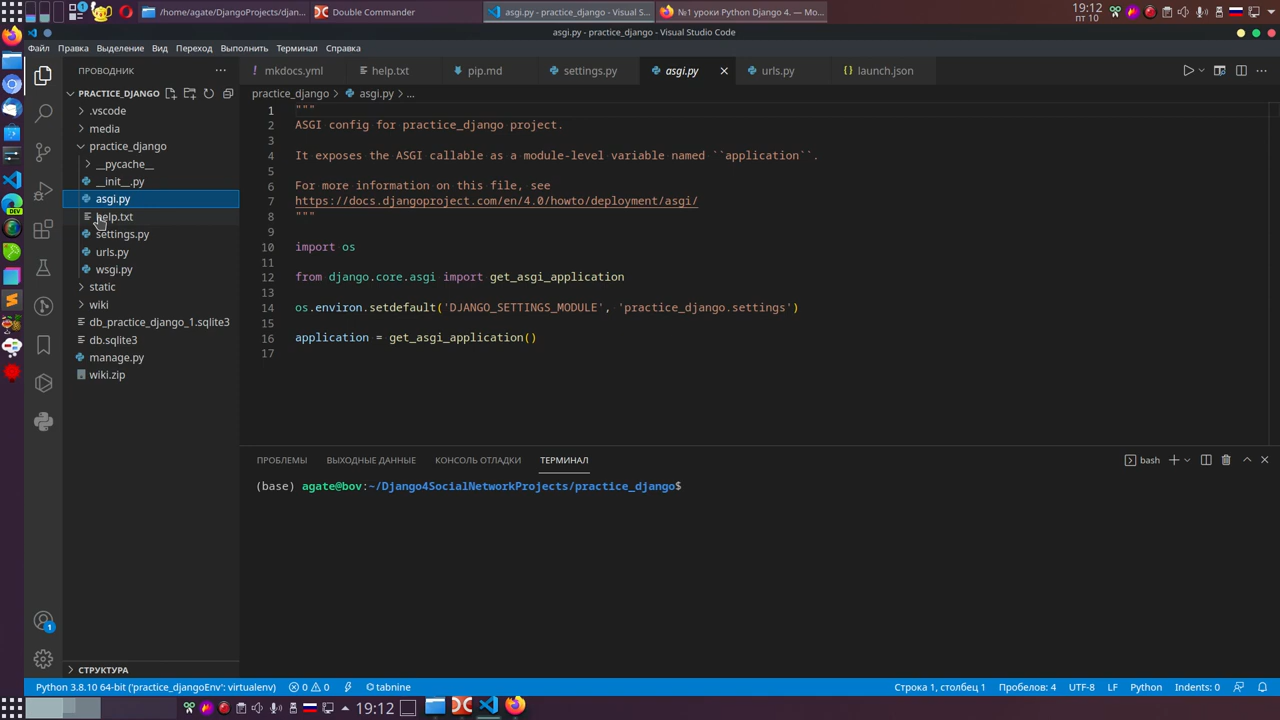 /home/agate/DjangoProjects/djan...
Double Commander
asgi.py - practice_django - Visual S...
№1 уроки Python Django 4. — Mo...
19:12
пт 10
asgi.py - practice_django - Visual Studio Code
Файл Правка Выделение Вид Переход Выполнить Терминал Справка
ПРОВОДНИК
mkdocs.yml
help.txt
pip.md
settings.py
asgi.py
urls.py
launch.json
PRACTICE_DJANGO
practice_django > asgi.py > ...
.vscode
media
practice_django
__pycache__
__init__.py
asgi.py
help.txt
settings.py
urls.py
wsgi.py
static
wiki
db_practice_django_1.sqlite3
db.sqlite3
manage.py
wiki.zip
1 """
2 ASGI config for practice_django project.
3
4 It exposes the ASGI callable as a module-level variable named ``application``.
5
6 For more information on this file, see
7 https://docs.djangoproject.com/en/4.0/howto/deployment/asgi/
8 """
9
10 import os
11
12 from django.core.asgi import get_asgi_application
13
14 os.environ.setdefault('DJANGO_SETTINGS_MODULE', 'practice_django.settings')
15
16 application = get_asgi_application()
17
ПРОБЛЕМЫ ВЫХОДНЫЕ ДАННЫЕ КОНСОЛЬ ОТЛАДКИ ТЕРМИНАЛ
bash
(base) agate@bov:~/Django4SocialNetworkProjects/practice_django$
DEV
1
СТРУКТУРА
Python 3.8.10 64-bit ('practice_djangoEnv': virtualenv) 0 0 tabnine
Строка 1, столбец 1 Пробелов: 4 UTF-8 LF Python Indents: 0
19:12